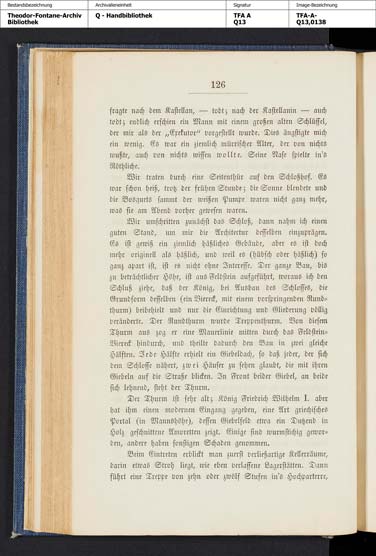 Bestandsbezeichnung
Archivalieneinheit
Signatur
Image-Bezeichnung
Theodor-Fontane-Archiv
Bibliothek
Q - Handbibliothek
TFA A
Q13
TFA-A-
Q13,0138
126
fragte nach dem Kastellan, — todt; nach der Kastellanin — auch
todt; endlich erschien ein Mann mit einem großen alten Schlüssel,
der mir als der „Exekutor“ vorgestellt wurde. Dies ängstigte mich
ein wenig. Es war ein ziemlich mürrischer Alter, der von nichts
wußte, auch von nichts wissen wollte. Seine Nase spielte in's
Röthliche.
Wir traten durch eine Seitenthür auf den Schloßhof. Es
war schon heiß, trotz der frühen Stunde; die Sonne blendete und
die Bosquets sammt der weißen Pumpe waren nicht ganz mehr,
was sie am Abend vorher gewesen waren.
Wir umschritten zunächst das Schloß, dann nahm ich einen
guten Stand, um mir die Architektur desselben einzuprägen.
Es ist gewiß ein ziemlich häßliches Gebäude, aber es ist doch
mehr originell als häßlich, und weil es (hübsch oder häßlich) so
ganz apart ist, ist es nicht ohne Interesse. Der ganze Bau, bis
zu beträchtlicher Höhe, ist aus Feldstein aufgeführt, woraus ich den
Schluß ziehe, daß der König, bei Ausbau des Schlosses, die
Grundform desselben (ein Viereck, mit einem vorspringenden Rund-
thurm) beibehielt und nur die Einrichtung und Gliederung völlig
veränderte. Der Rundthurm wurde Treppenthurm. Von diesem
Thurm aus zog er eine Mauerlinie mitten durch das Feldstein-
Viereck hindurch, und theilte dadurch den Bau in zwei gleiche
Hälften. Jede Hälfte erhielt ein Giebeldach, so daß jeder, der sich
dem Schlosse nähert, zwei Häuser zu sehen glaubt, die mit ihren
Giebeln auf die Straße blicken. In Front beider Giebel, an beide
sich lehnend, steht der Thurm.
Der Thurm ist sehr alt; König Friedrich Wilhelm I. aber
hat ihm einen modernen Eingang gegeben, eine Art griechisches
Portal (in Mannshöhe), dessen Giebelfeld etwa ein Dutzend in
Holz geschnittene Amoretten zeigt. Einige sind wurmstichig gewor-
den, andre haben sonstigen Schaden genommen.
Beim Eintreten erblickt man zuerst verließartige Kellerräume,
darin etwas Stroh liegt, wie eben verlassene Lagerstätten. Dann
führt eine Treppe von zehn oder zwölf Stufen in's Hochparterre,